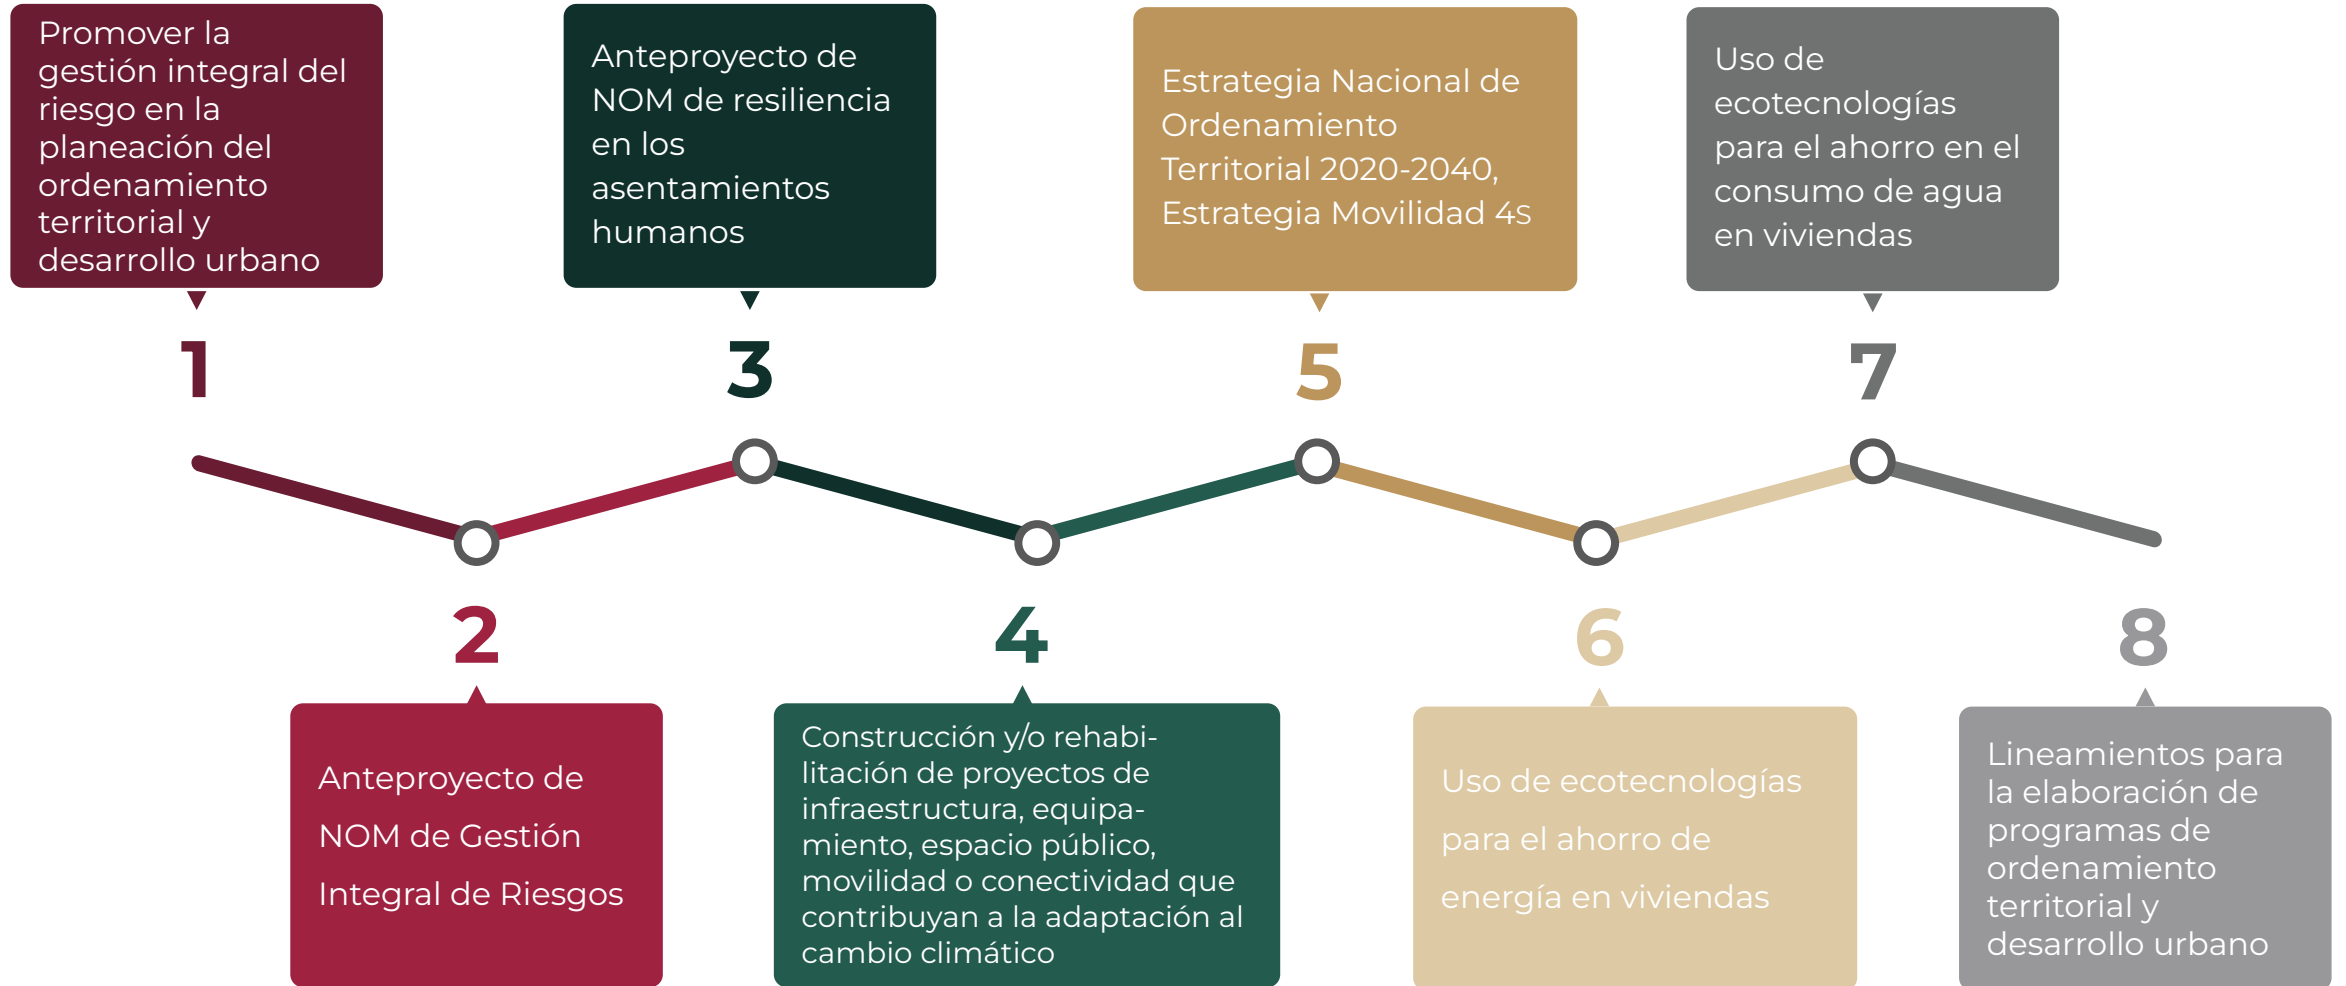 Promover la
gestión integral del
riesgo en la
planeación del
ordenamiento
territorial y
desarrollo urbano
1
2
Anteproyecto de
NOM de Gestión
Integral de Riesgos
Anteproyecto de
NOM de resiliencia
en los
asentamientos
humanos
3
4
Construcción y/o rehabi-
litación de proyectos de
infraestructura, equipa-
miento, espacio público,
movilidad o conectividad que
contribuyan a la adaptación al
cambio climático
Estrategia Nacional de
Ordenamiento
Territorial 2020-2040,
Estrategia Movilidad 4S
5
6
Uso de ecotecnologías
para el ahorro de
energía en viviendas
Uso de
ecotecnologías
para el ahorro en el
consumo de agua
en viviendas
7
8
Lineamientos para
la elaboración de
programas de
ordenamiento
territorial y
desarrollo urbano